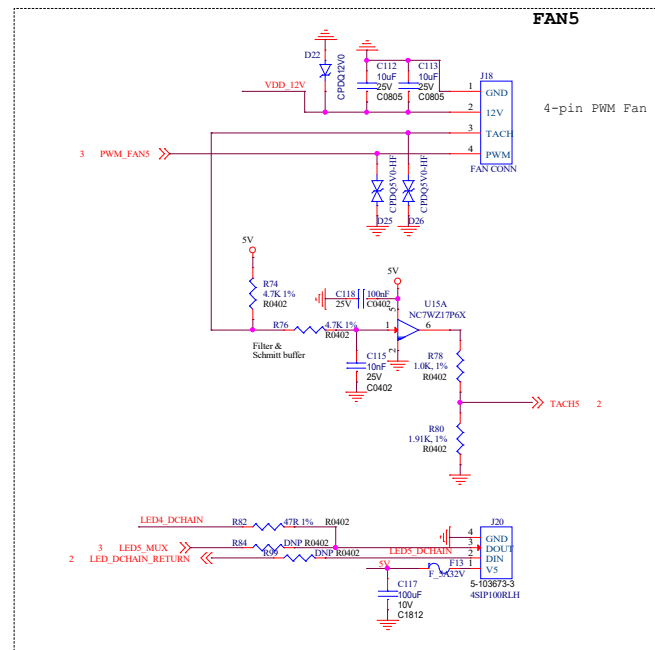 FAN5
D22
CPDQ12V0
C112
10uF
25V
C0805
C113
10uF
25V
C0805
J18
VDD_12V
1
GND
2
12V
3
TACH
4
PWM
FAN CONN
4-pin PWM Fan
3 PWM_FAN5
CPDQ5V0-HF
CPDQ5V0-HF
D25
D26
5V
R74
4.7K 1%
R0402
5V
C118
25V
100nF
C0402
U15A
NC7WZ17P6X
5
R76
4.7K 1%
R0402
1
6
2
Filter &
Schmitt buffer
C115
10nF
25V
C0402
R78
1.0K, 1%
R0402
TACH5 2
R80
1.91K, 1%
R0402
LED4_DCHAIN
R82
47R 1%
R0402
3 LED5_MUX
R84
DNP
R0402
2 LED_DCHAIN_RETURN
R99
DNP
R0402
LED5_DCHAIN
J20
4
GND
3
DOUT
2
DIN
1
V5
5V
F13
F_5A32V
5-103673-3
4SIP100RLH
C117
100uF
10V
C1812